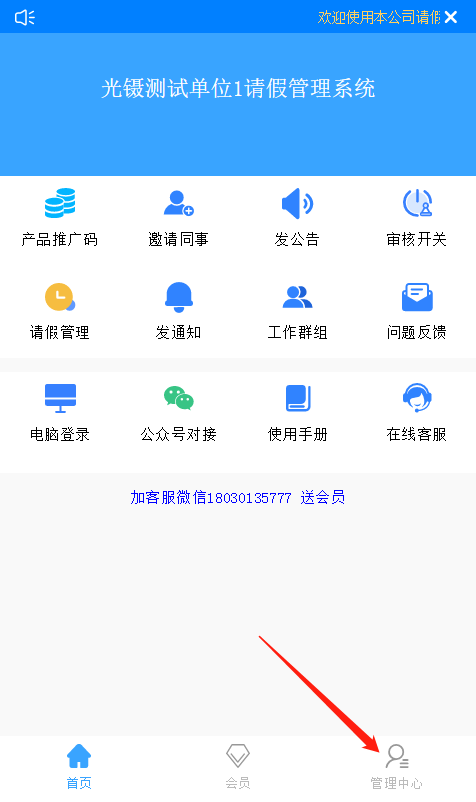 欢迎使用本公司请假
光镊测试单位1请假管理系统
产品推广码 邀请同事 发公告 审核开关
请假管理 发通知 工作群组 问题反馈
电脑登录 公众号对接 使用手册 在线客服
加客服微信18030135777 送会员
首页 会员 管理中心